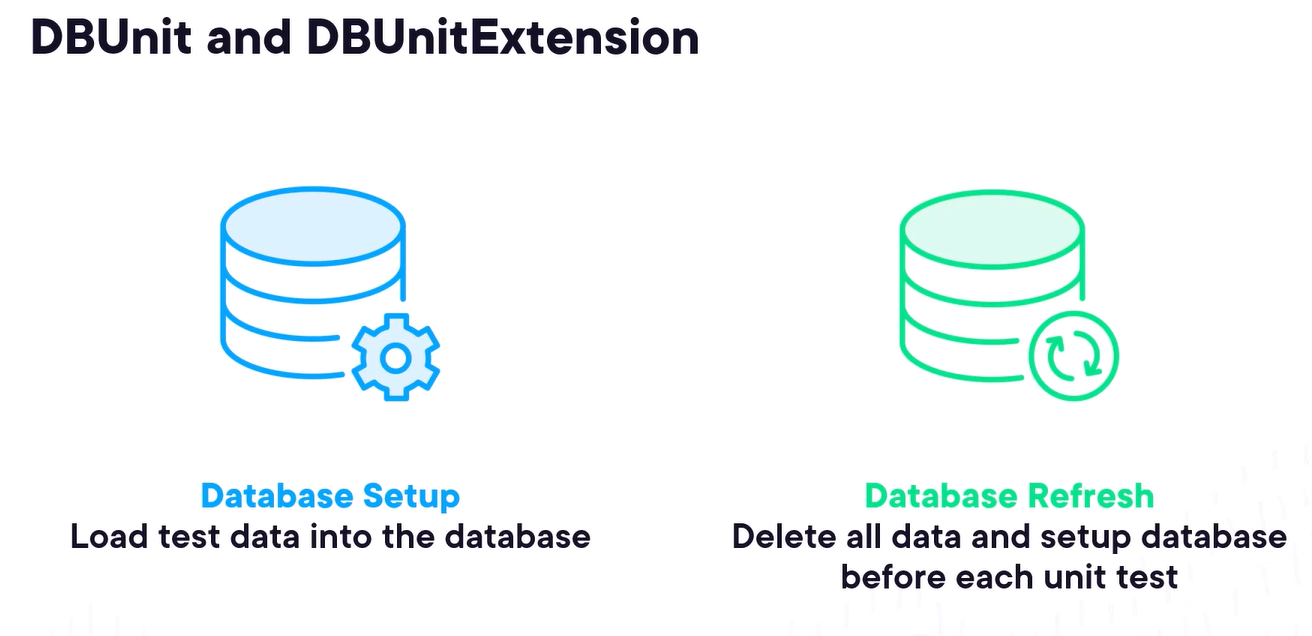 DBUnit and DBUnitExtension
Database Setup
Load test data into the database
Database Refresh
Delete all data and setup database
before each unit test